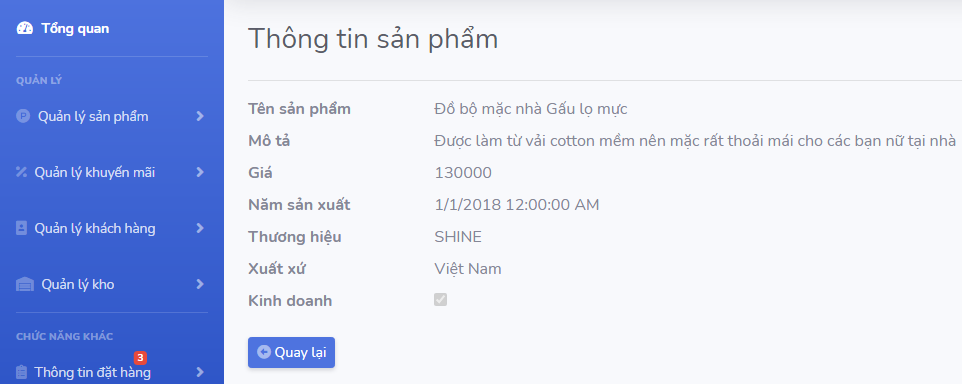 Tổng quan
QUẢN LÝ
Quản lý sản phẩm
Quản lý khuyến mãi
Quản lý khách hàng
Quản lý kho
CHỨC NĂNG KHÁC
3
Thông tin đặt hàng
Thông tin sản phẩm
Tên sản phẩm Đồ bộ mặc nhà Gấu lọ mực
Mô tả Được làm từ vải cotton mềm nên mặc rất thoải mái cho các bạn nữ tại nhà
Giá 130000
Năm sản xuất 1/1/2018 12:00:00 AM
Thương hiệu SHINE
Xuất xứ Việt Nam
Kinh doanh
Quay lại